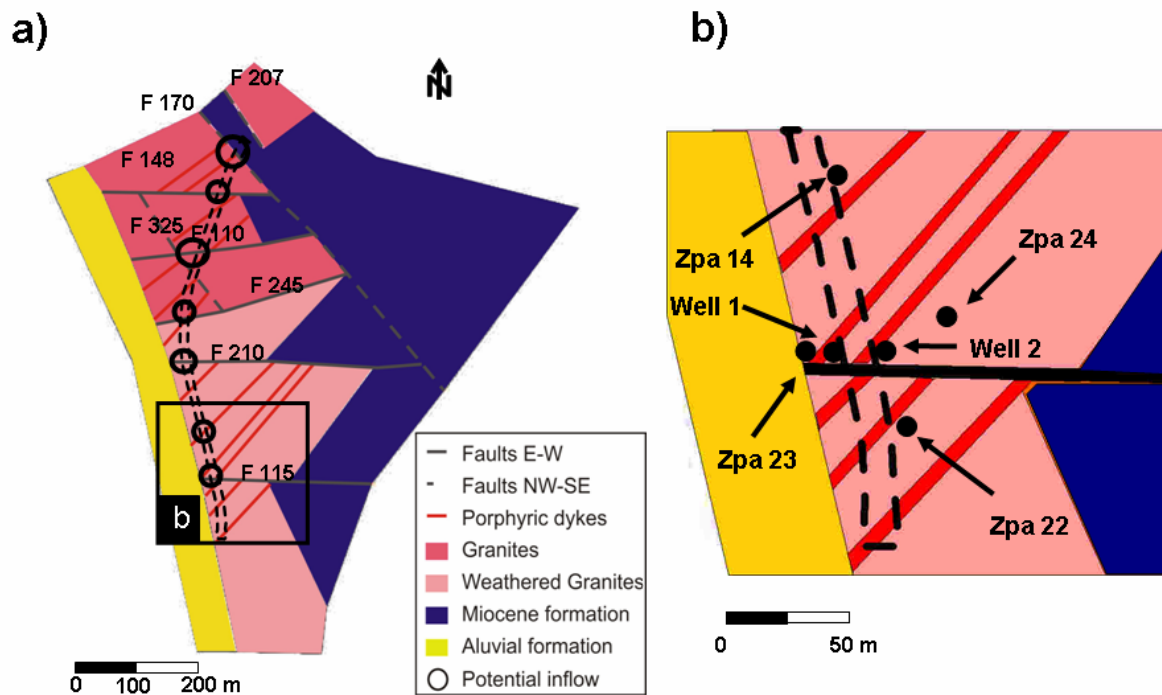 a)
F 207
N
F 170
F 148
F 325
F 110
F 245
F 210
F 115
b
Faults E-W
Faults NW-SE
Porphyric dykes
Granites
Weathered Granites
Miocene formation
Aluvial formation
Potential inflow
0 100 200 m
b)
Zpa 14
Zpa 24
Well 1
Well 2
Zpa 23
Zpa 22
0 50 m